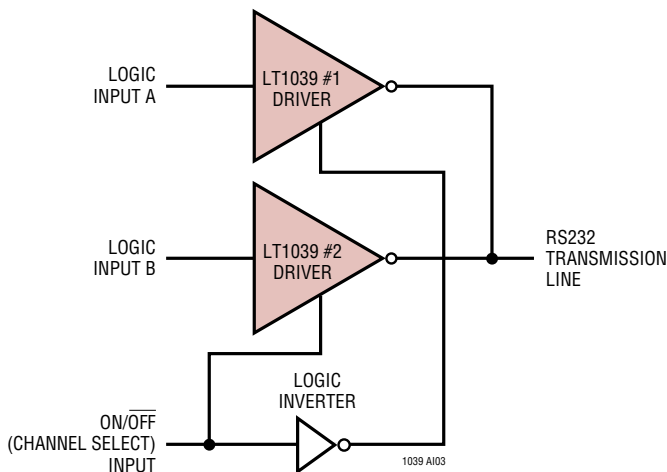 LOGIC
INPUT A
LT1039 #1
DRIVER
LOGIC
INPUT B
LT1039 #2
DRIVER
RS232
TRANSMISSION
LINE
LOGIC
INVERTER
ON/OFF
(CHANNEL SELECT)
INPUT
1039 AI03